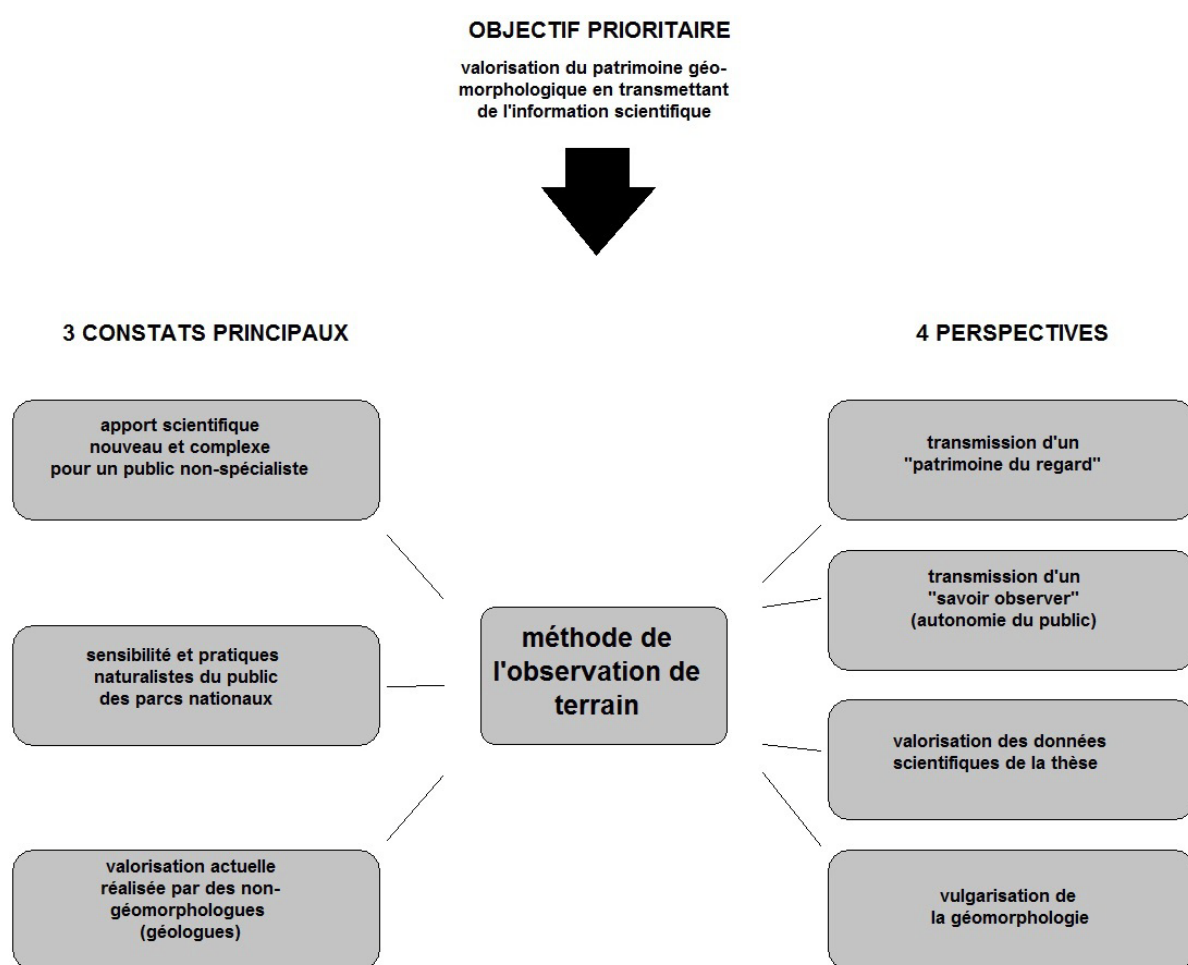 OBJECTIF PRIORITAIRE
valorisation du patrimoine géo-
morphologique en transmettant
de l'information scientifique
3 CONSTATS PRINCIPAUX
apport scientifique
nouveau et complexe
pour un public non-spécialiste
sensibilité et pratiques
naturalistes du public
des parcs nationaux
valorisation actuelle
réalisée par des non-
géomorphologues
(géologues)
méthode de
l'observation de
terrain
4 PERSPECTIVES
transmission d'un
"patrimoine du regard"
transmission d'un
"savoir observer"
(autonomie du public)
valorisation des données
scientifiques de la thèse
vulgarisation de
la géomorphologie